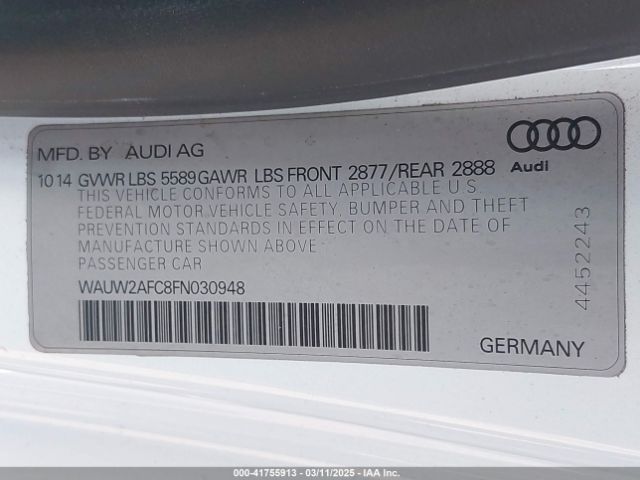 MFD. BY AUDI AG
Audi
10 14 GVWR LBS 5589 GAWR LBS FRONT 2877/REAR 2888
THIS VEHICLE CONFORMS TO ALL APPLICABLE U S
FEDERAL MOTOR VEHICLE SAFETY, BUMPER AND THEFT
PREVENTION STANDARDS IN EFFECT ON THE DATE OF
MANUFACTURE SHOWN ABOVE
PASSENGER CAR
WAUW2AFC8FN030948
GERMANY
4452243
000-41755913 - 03/11/2025 - IAA Inc.